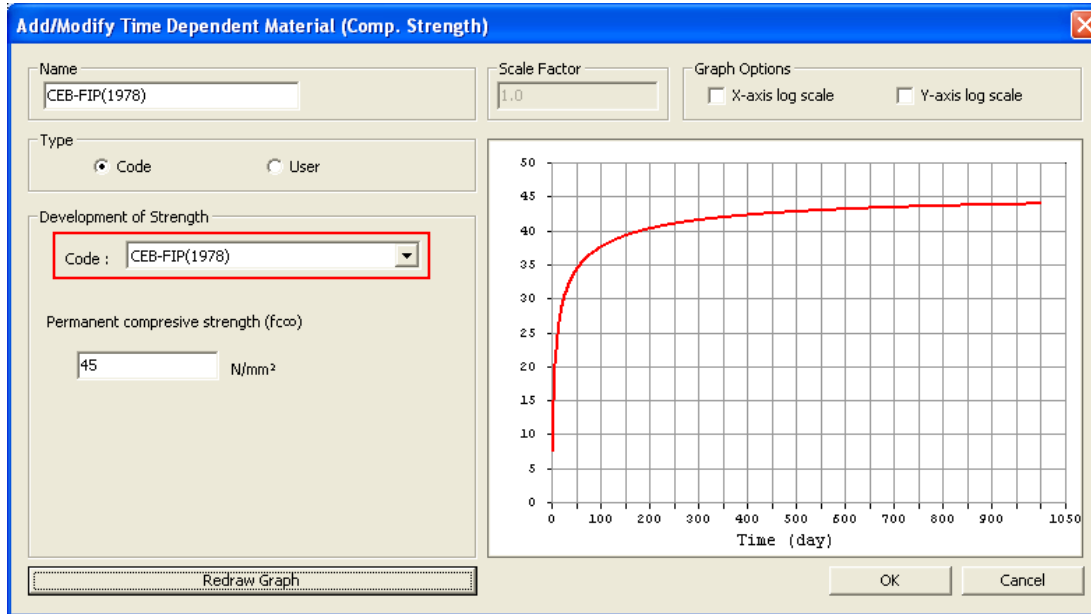 Add/Modify Time Dependent Material (Comp. Strength)
Name
CEB-FIP(1978)
Scale Factor
1.0
Graph Options
X-axis log scale
Y-axis log scale
Type
Code
User
Development of Strength
Code :
CEB-FIP(1978)
Permanent compresive strength (fc∞)
45
N/mm²
50
45
40
35
30
25
20
15
10
5
0
0 100 200 300 400 500 600 700 800 900 1050
Time (day)
Redraw Graph
OK
Cancel